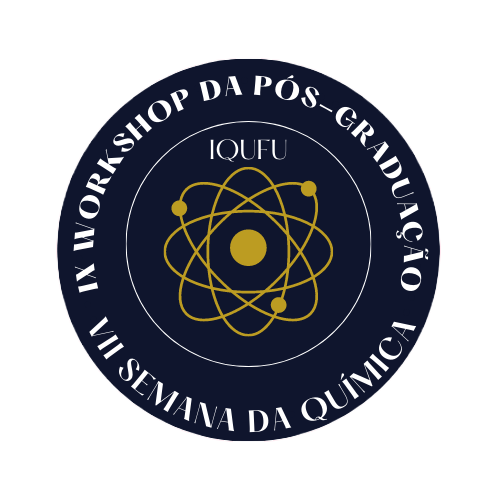 IX WORKSHOP DA PÓS-GRADUAÇÃO
IQUFU
VII SEMANA DA QUÍMICA